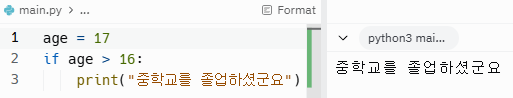 main.py > ...
Format
1 age = 17
2 if age > 16:
3 print("중학교를 졸업하셨군요")
python3 mai...
중학교를 졸업하셨군요